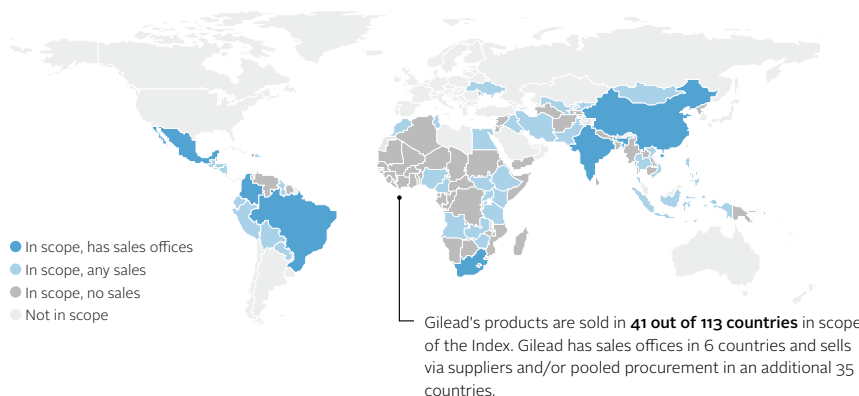 In scope, has sales offices
In scope, any sales
In scope, no sales
Not in scope
Gilead's products are sold in 41 out of 113 countries in scope
of the Index. Gilead has sales offices in 6 countries and sells
via suppliers and/or pooled procurement in an additional 35
countries.